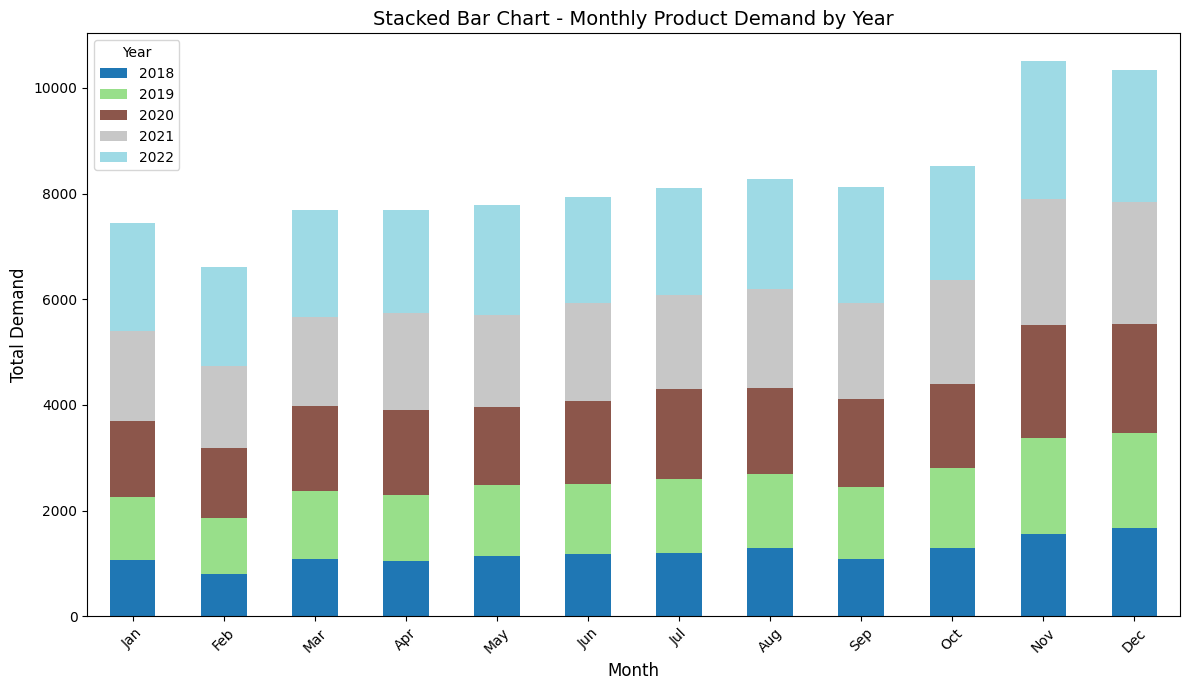 Stacked Bar Chart - Monthly Product Demand by Year
Year
2018
2019
2020
2021
2022
Total Demand
10000
8000
6000
4000
2000
0
Jan Feb Mar Apr May Jun Jul Aug Sep Oct Nov Dec
Month